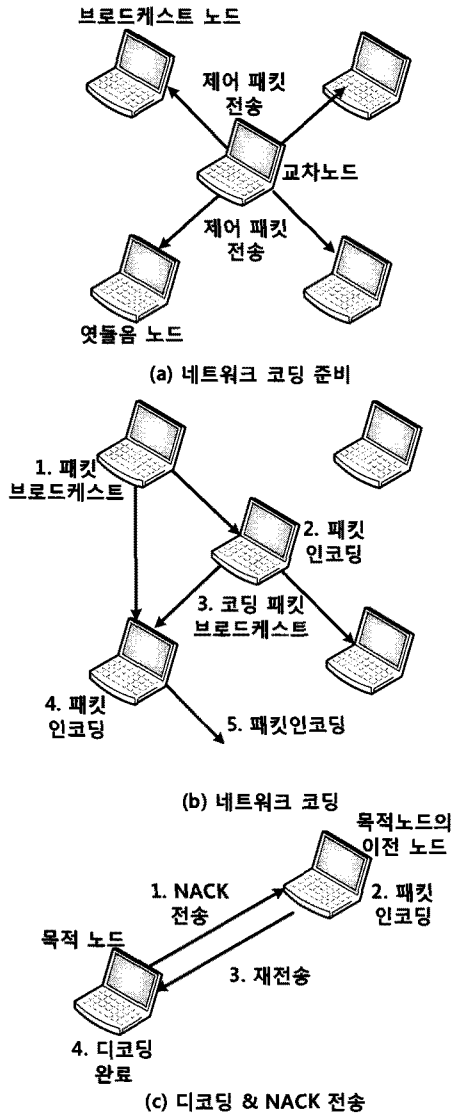 브로드케스트 노드
제어 패킷
전송
교차노드
제어 패킷
전송
엿들음 노드
(a) 네트워크 코딩 준비
1. 패킷
브로드케스트
2. 패킷
인코딩
3. 코딩 패킷
브로드케스트
4. 패킷
인코딩
5. 패킷인코딩
(b) 네트워크 코딩
목적노드의
이전 노드
1. NACK
전송
2. 패킷
인코딩
목적 노드
3. 재전송
4. 디코딩
완료
(c) 디코딩 & NACK 전송